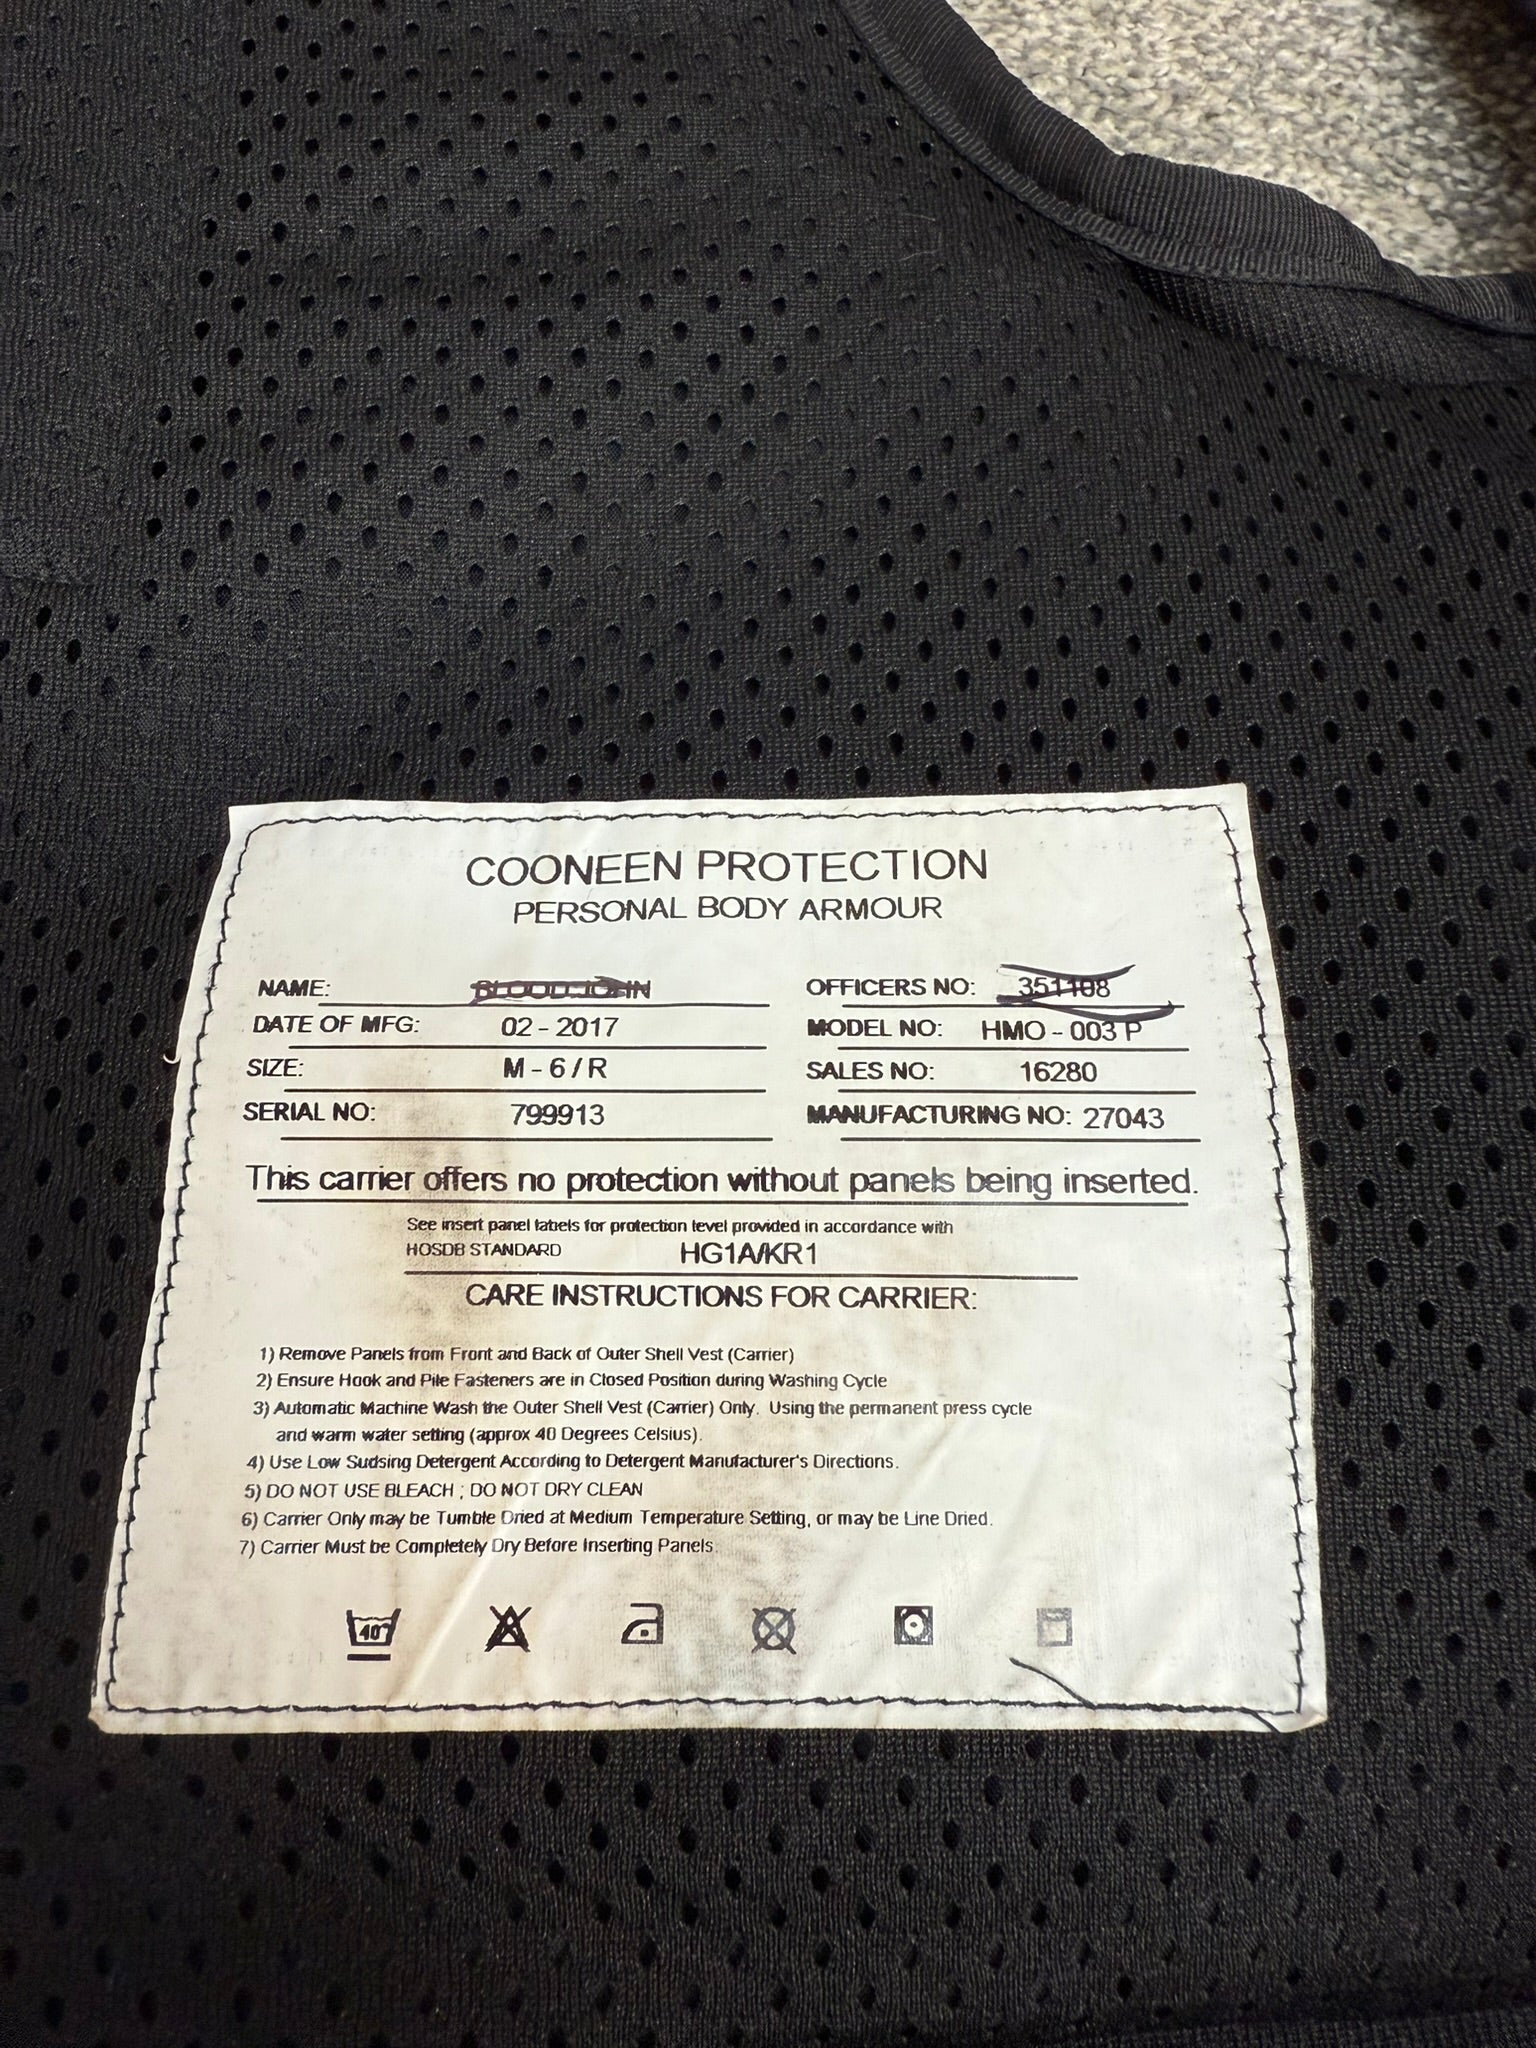 COONEEN PROTECTION
PERSONAL BODY ARMOUR
NAME: BLOOD JOHN OFFICERS NO: 351108
DATE OF MFG: 02 - 2017 MODEL NO: HMO - 003 P
SIZE: M - 6 / R SALES NO: 16280
SERIAL NO: 799913 MANUFACTURING NO: 27043
This carrier offers no protection without panels being inserted.
See insert panel labels for protection level provided in accordance with
HOSDB STANDARD HG1A/KR1
CARE INSTRUCTIONS FOR CARRIER:
1) Remove Panels from Front and Back of Outer Shell Vest (Carrier)
2) Ensure Hook and Pile Fasteners are in Closed Position during Washing Cycle
3) Automatic Machine Wash the Outer Shell Vest (Carrier) Only. Using the permanent press cycle
and warm water setting (approx 40 Degrees Celsius).
4) Use Low Sudsing Detergent According to Detergent Manufacturer's Directions.
5) DO NOT USE BLEACH ; DO NOT DRY CLEAN
6) Carrier Only may be Tumble Dried at Medium Temperature Setting, or may be Line Dried.
7) Carrier Must be Completely Dry Before Inserting Panels.
40°